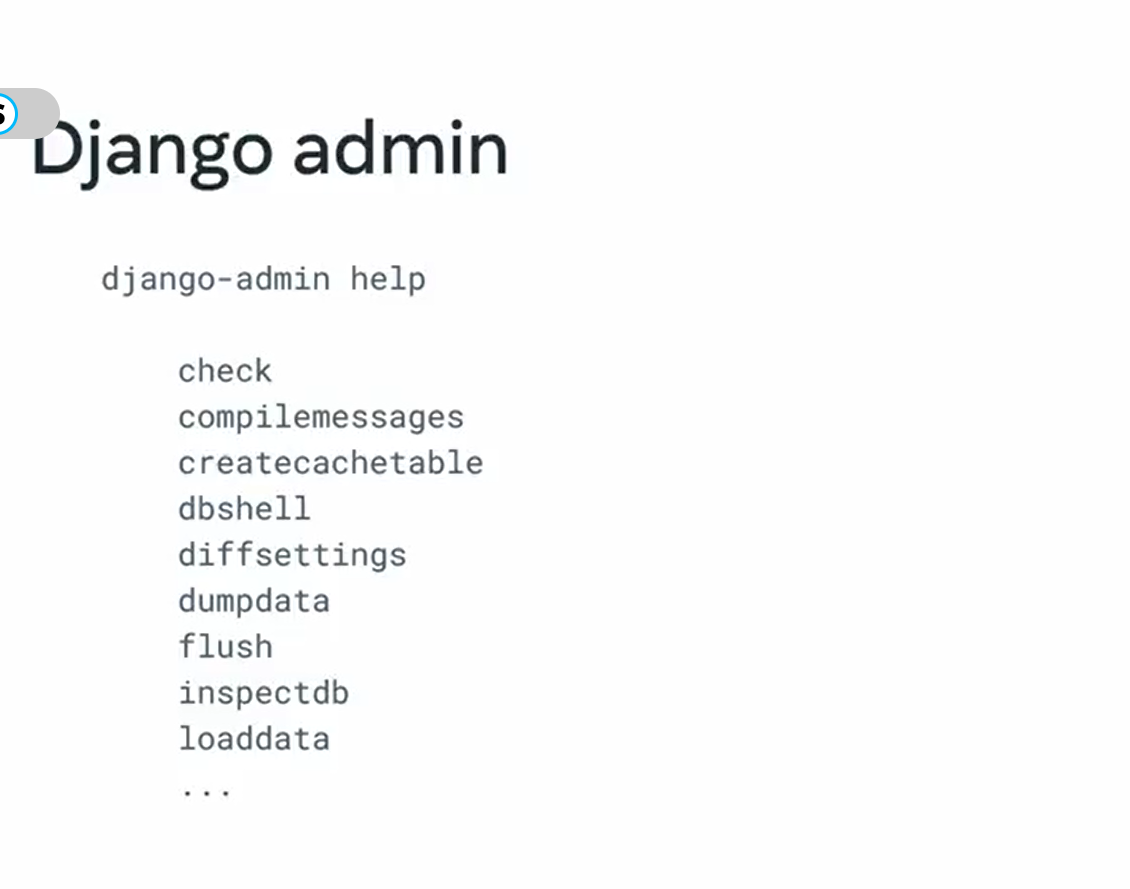 Django admin
django-admin help
check
compilemessages
createcachetable
dbshell
diffsettings
dumpdata
flush
inspectdb
loaddata
...